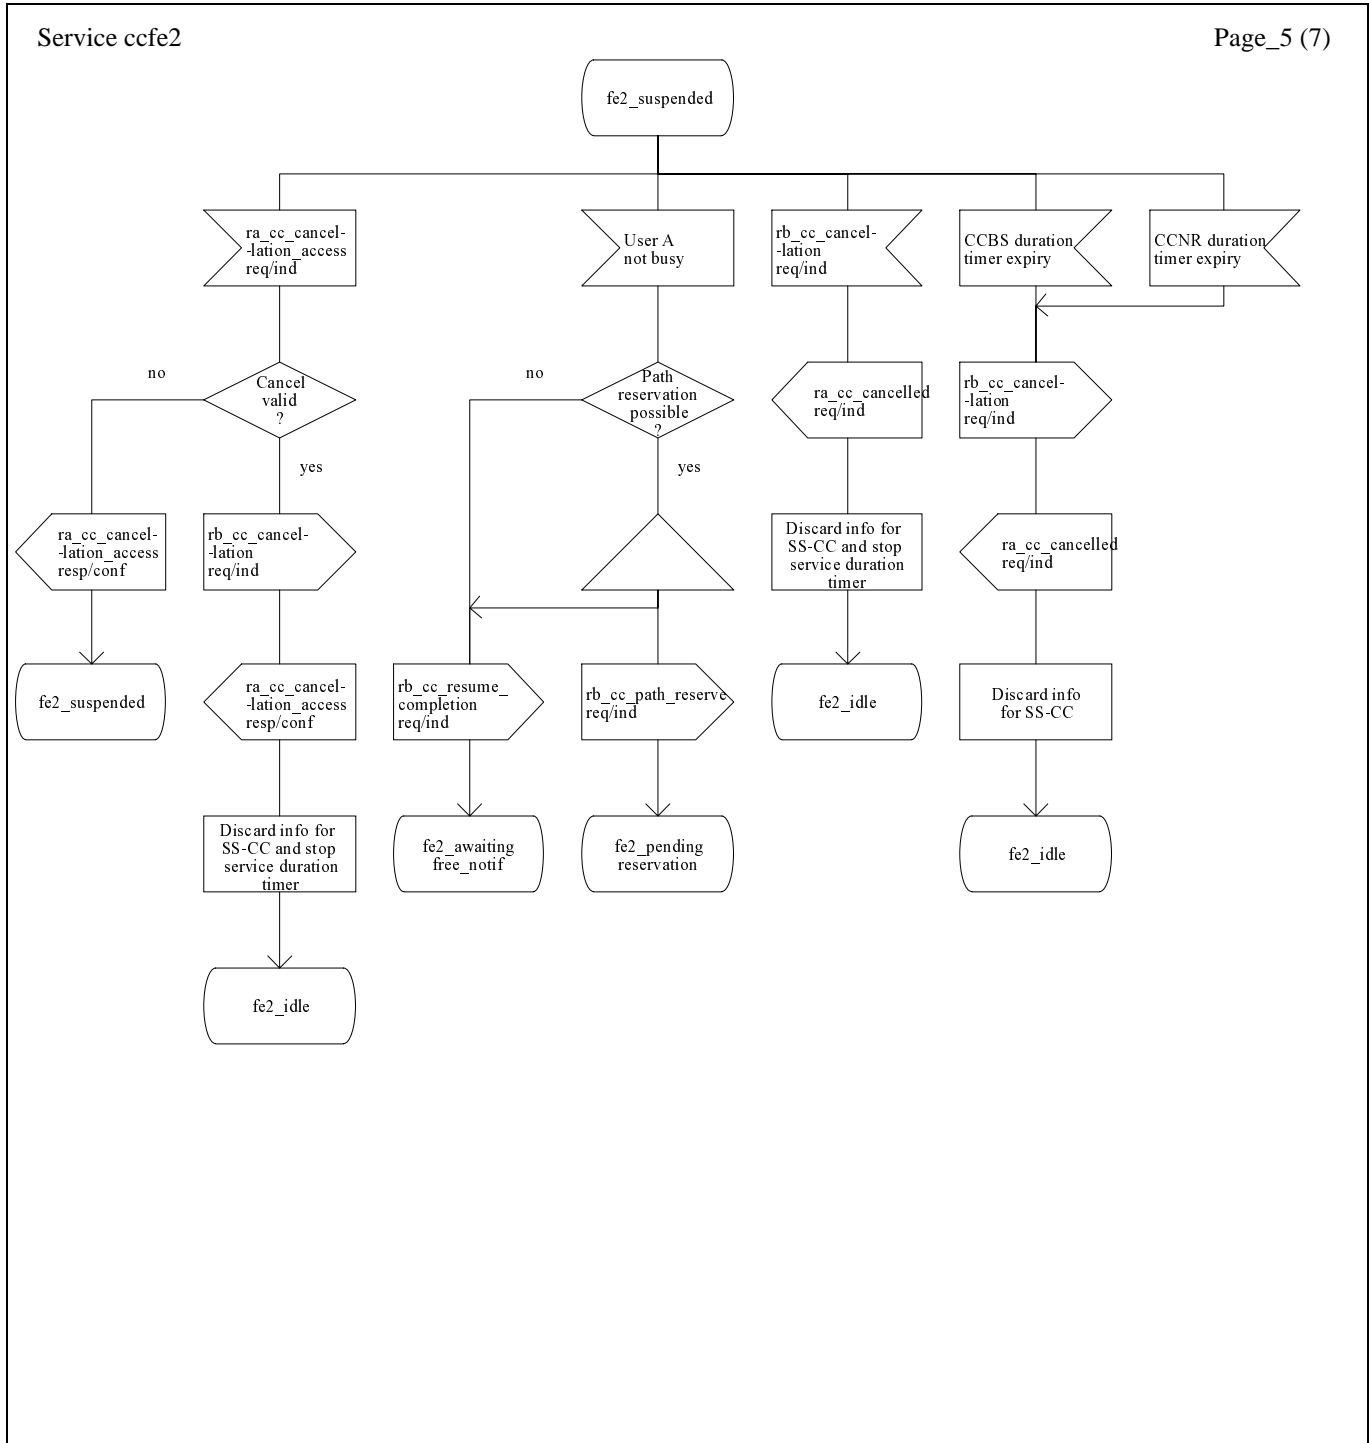 Service ccfe2
Page_5 (7)
fe2_suspended
ra_cc_cancel-
-lation_access
req/ind
User A
not busy
rb_cc_cancel-
-lation
req/ind
CCBS duration
timer expiry
CCNR duration
timer expiry
no
Cancel
valid
?
yes
no
Path
reservation
possible
?
yes
ra_cc_cancelled
req/ind
rb_cc_cancel-
-lation
req/ind
ra_cc_cancel-
-lation_access
resp/conf
rb_cc_cancel-
-lation
req/ind
Discard info for
SS-CC and stop
service duration
timer
ra_cc_cancelled
req/ind
fe2_suspended
ra_cc_cancel-
-lation_access
resp/conf
rb_cc_resume_
completion
req/ind
rb_cc_path_reserve
req/ind
fe2_idle
Discard info
for SS-CC
Discard info for
SS-CC and stop
service duration
timer
fe2_awaiting
free_notif
fe2_pending
reservation
fe2_idle
fe2_idle